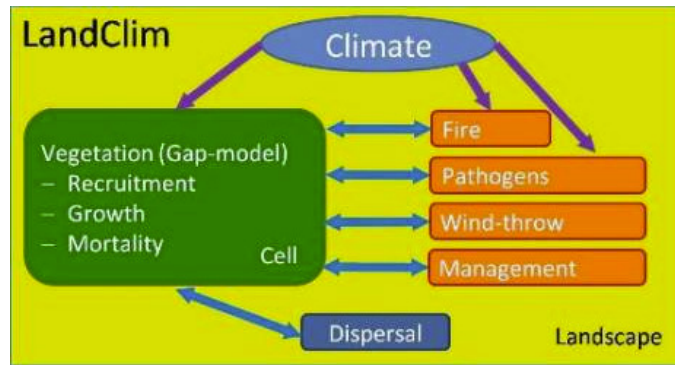 LandClim
Climate
Vegetation (Gap-model)
– Recruitment
– Growth
– Mortality
Cell
Fire
Pathogens
Wind-throw
Management
Dispersal
Landscape